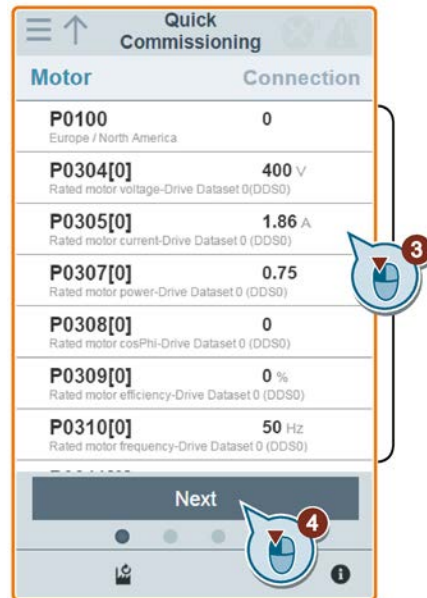 Quick
Commissioning
Motor Connection
P0100 0
Europe / North America
P0304[0] 400 V
Rated motor voltage-Drive Dataset 0(DDS0)
P0305[0] 1.86 A
Rated motor current-Drive Dataset 0 (DDS0)
3
P0307[0] 0.75
Rated motor power-Drive Dataset 0 (DDS0)
P0308[0] 0
Rated motor cosPhi-Drive Dataset 0 (DDS0)
P0309[0] 0 %
Rated motor efficiency-Drive Dataset 0 (DDS0)
P0310[0] 50 Hz
Rated motor frequency-Drive Dataset 0 (DDS0)
Next
4